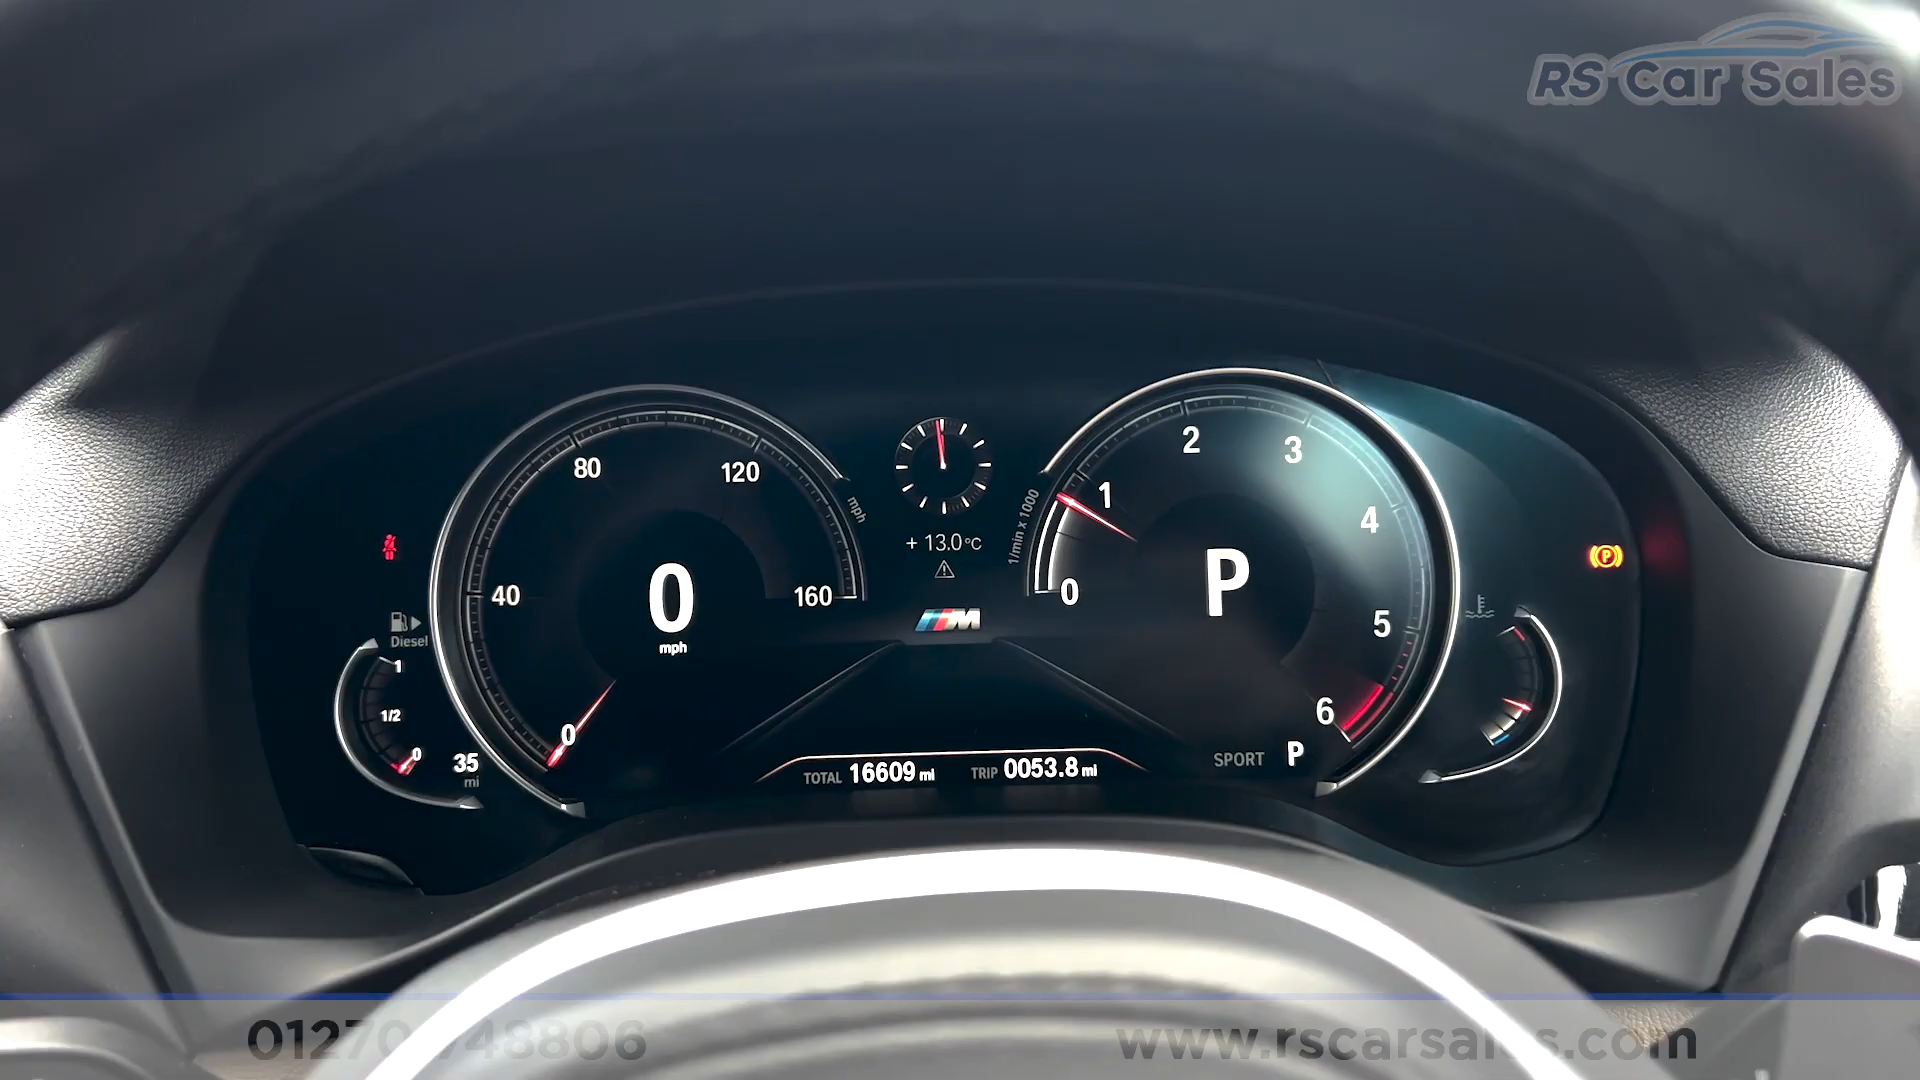 RS Car Sales
80
120
mph
40
160
0
mph
0
+ 13.0°C
M
1/min x 1000
0
1
2
3
4
5
6
P
Diesel
1
1/2
0
35
mi
TOTAL 16609 mi TRIP 0053.8 mi
SPORT P
(P)
01270 748806
www.rscarsales.com